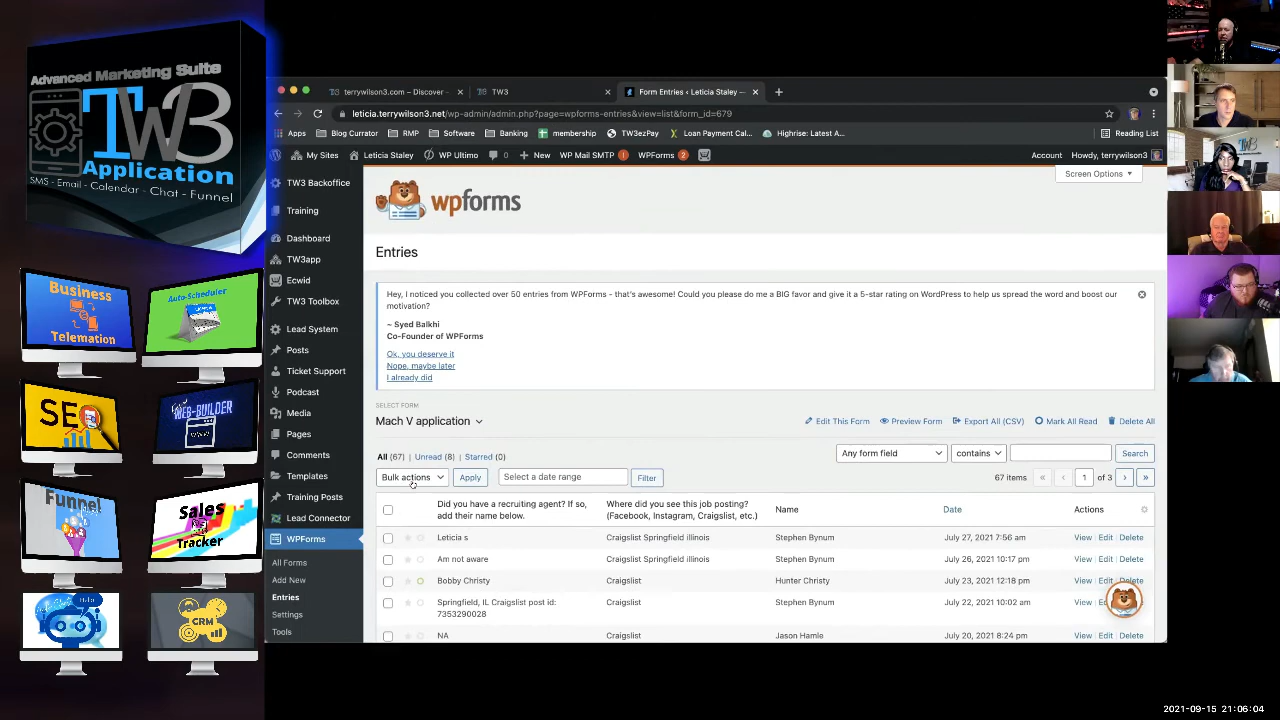 Advanced Marketing Suite
TW3
Application
SMS - Email - Calendar - Chat - Funnel
Business
Telemation
Auto-Scheduler
SEO
WEB-BUILDER
WWW
Funnel
Sales
Tracker
CRM
terrywilson3.com – Discover -
TW3
Form Entries ‹ Leticia Staley —
leticia.terrywilson3.net/wp-admin/admin.php?page=wpforms-entries&view=list&form_id=679
Apps
Blog Curator
RMP
Software
Banking
membership
TW3ezPay
Loan Payment Cal...
Highrise: Latest A...
Reading List
My Sites
Leticia Staley
WP Ultimo
0
New
WP Mail SMTP
!
WPForms
2
Account
Howdy, terrywilson3
Screen Options
TW3 Backoffice
Training
Dashboard
TW3app
Ecwid
TW3 Toolbox
Lead System
Posts
Ticket Support
Podcast
Media
Pages
Comments
Templates
Training Posts
Lead Connector
WPForms
All Forms
Add New
Entries
Settings
Tools
wpforms
Entries
Hey, I noticed you collected over 50 entries from WPForms - that's awesome! Could you please do me a BIG favor and give it a 5-star rating on WordPress to help us spread the word and boost our
motivation?
~ Syed Balkhi
Co-Founder of WPForms
Ok, you deserve it
Nope, maybe later
I already did
SELECT FORM
Mach V application
Edit This Form
Preview Form
Export All (CSV)
Mark All Read
Delete All
All (67) | Unread (8) | Starred (0)
Any form field
contains
Search
Bulk actions
Apply
Select a date range
Filter
67 items « ‹ 1 of 3 › »
Did you have a recruiting agent? If so,
add their name below.
Where did you see this job posting?
(Facebook, Instagram, Craigslist, etc.)
Name
Date
Actions
Leticia s Craigslist Springfield illinois Stephen Bynum July 27, 2021 7:56 am View | Edit | Delete
Am not aware Craigslist Springfield illinois Stephen Bynum July 26, 2021 10:17 pm View | Edit | Delete
Bobby Christy Craigslist Hunter Christy July 23, 2021 12:18 pm View | Edit | Delete
Springfield, IL Craigslist post id: Craigslist Stephen Bynum July 22, 2021 10:02 am View | Edit | Delete
7353290028
NA Craigslist Jason Hamle July 20, 2021 8:24 pm View | Edit | Delete
2021-09-15 21:06:04